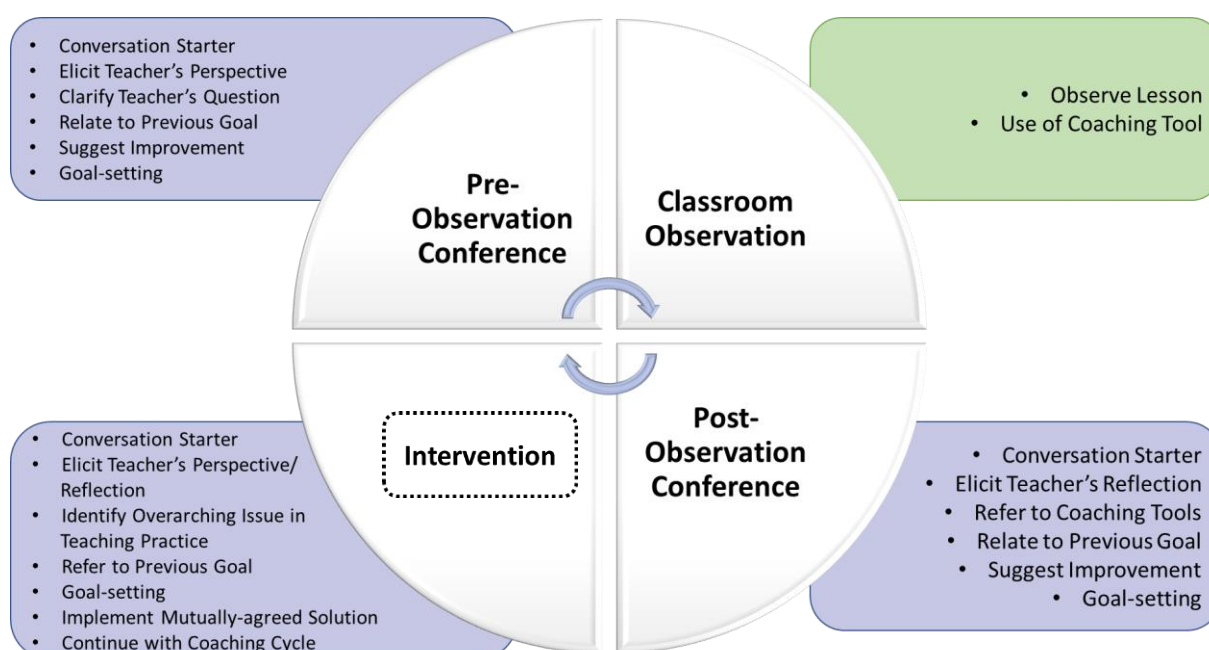 • Conversation Starter
• Elicit Teacher's Perspective
• Clarify Teacher's Question
• Relate to Previous Goal
• Suggest Improvement
• Goal-setting
Pre-
Observation
Conference
Classroom
Observation
• Observe Lesson
• Use of Coaching Tool
• Conversation Starter
• Elicit Teacher's Perspective/
Reflection
• Identify Overarching Issue in
Teaching Practice
• Refer to Previous Goal
• Goal-setting
• Implement Mutually-agreed Solution
• Continue with Coaching Cycle
Intervention
Post-
Observation
Conference
• Conversation Starter
• Elicit Teacher's Reflection
• Refer to Coaching Tools
• Relate to Previous Goal
• Suggest Improvement
• Goal-setting